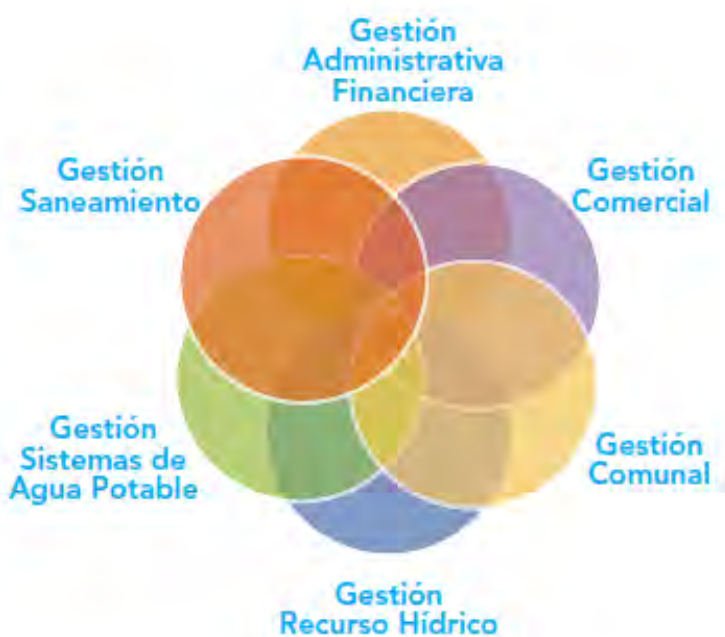 Gestión
Administrativa
Financiera
Gestión
Saneamiento
Gestión
Comercial
Gestión
Sistemas de
Agua Potable
Gestión
Comunal
Gestión
Recurso Hídrico